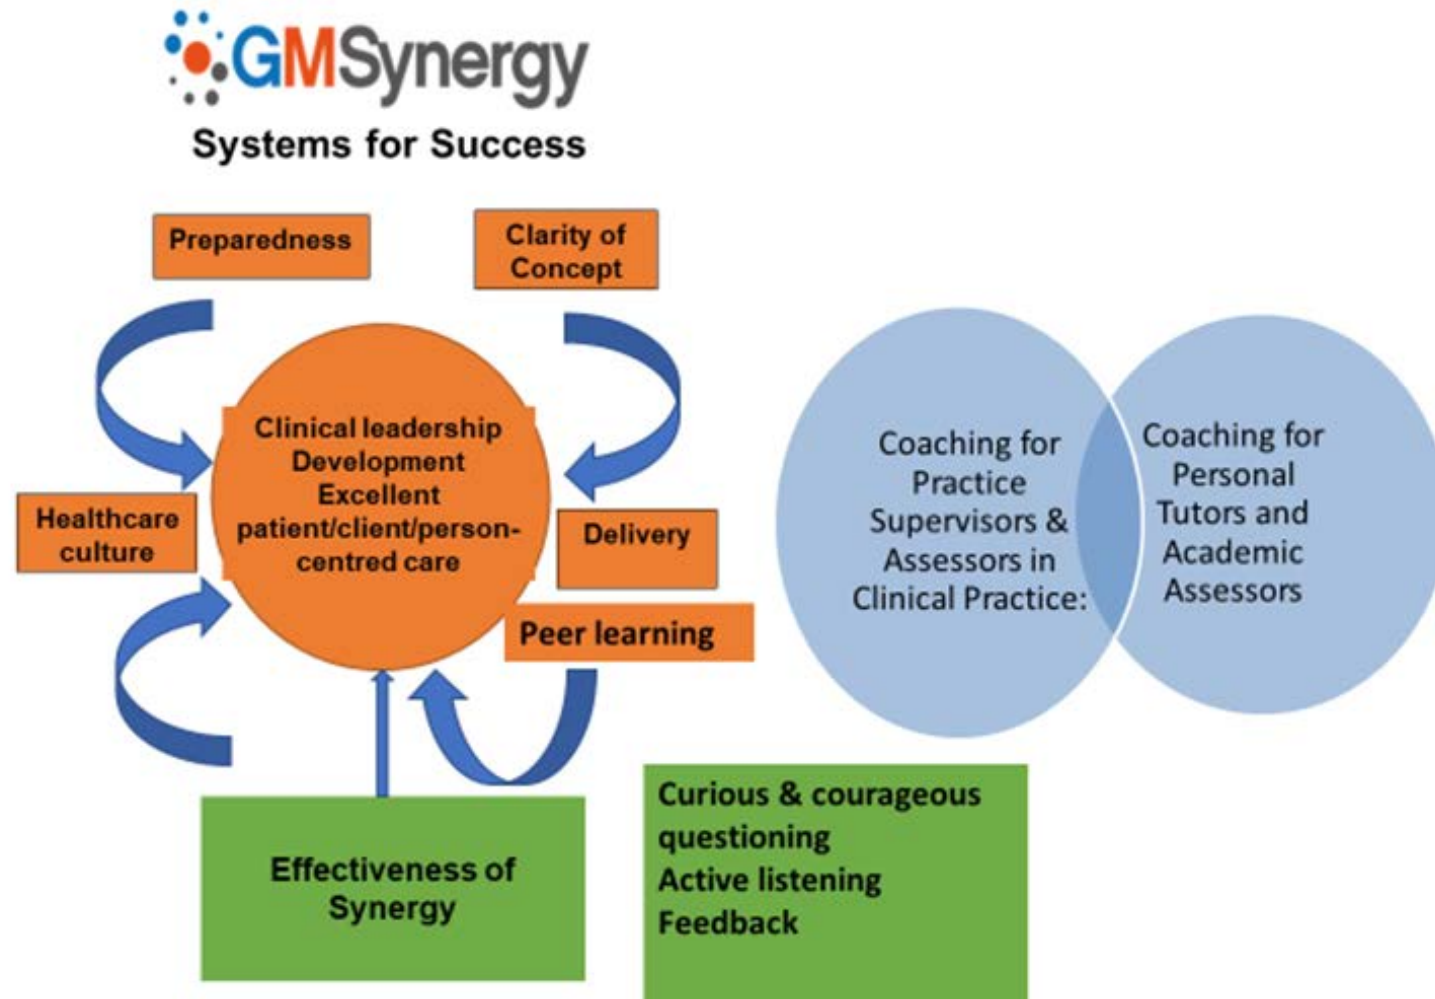 GMSynergy
Systems for Success
Preparedness
Clarity of
Concept
Clinical leadership
Development
Excellent
patient/client/person-
centred care
Healthcare
culture
Delivery
Peer learning
Coaching for
Practice
Supervisors &
Assessors in
Clinical Practice:
Coaching for
Personal
Tutors and
Academic
Assessors
Effectiveness of
Synergy
Curious & courageous
questioning
Active listening
Feedback